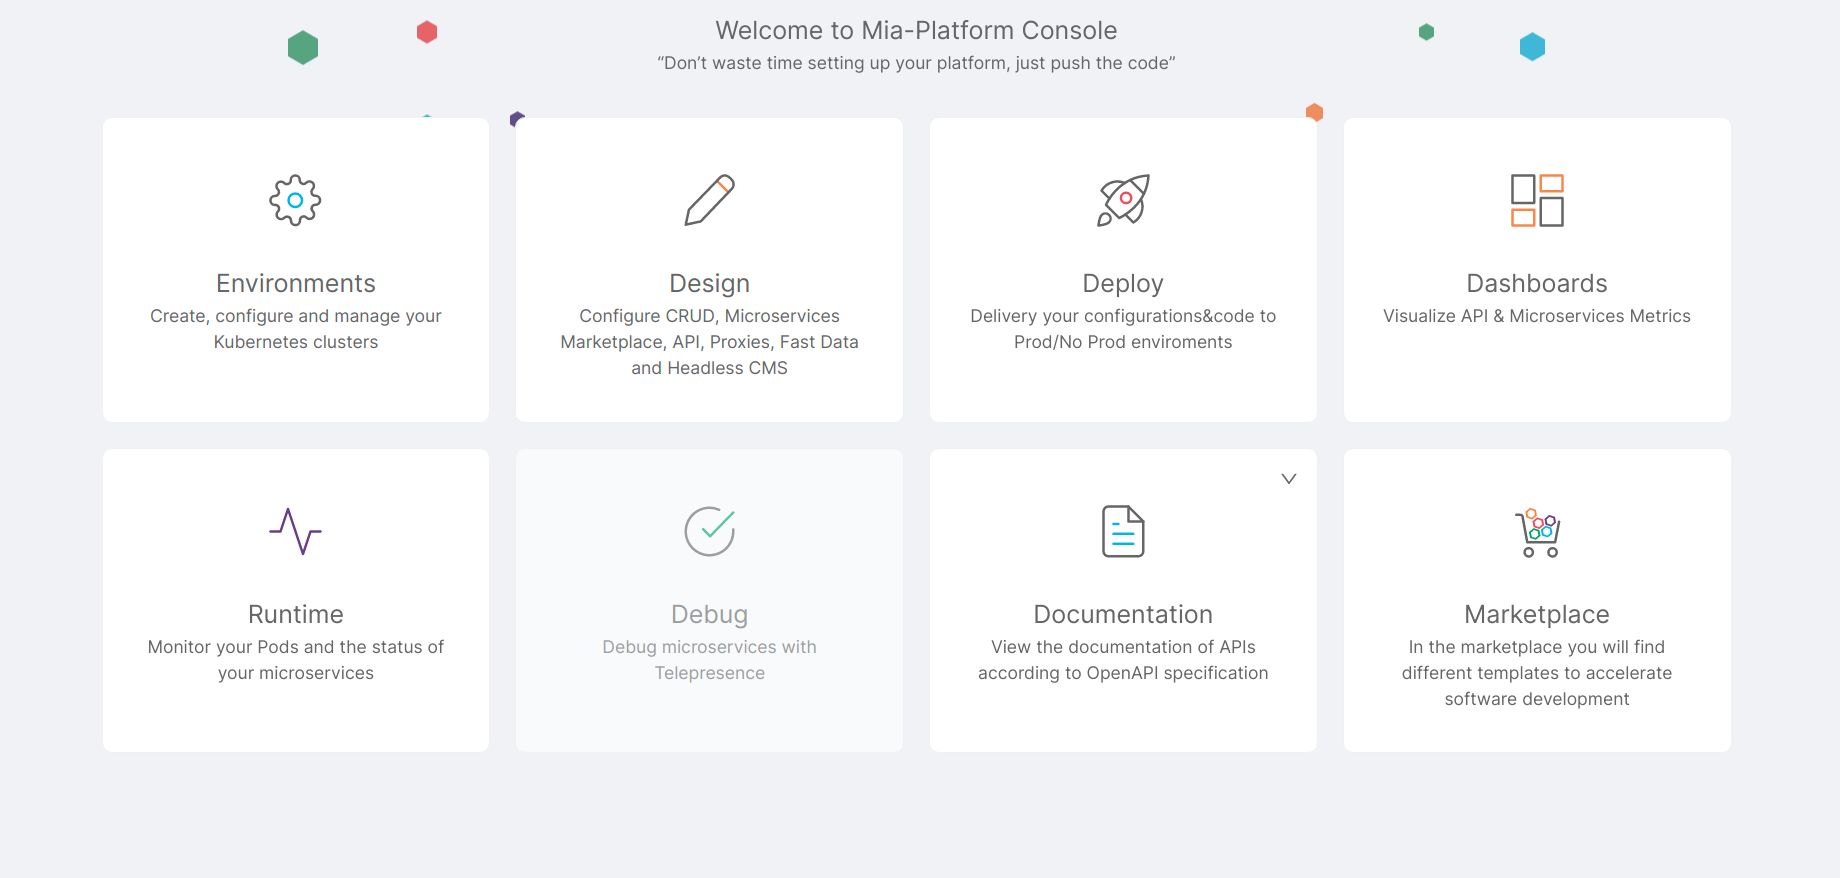 Welcome to Mia-Platform Console
“Don’t waste time setting up your platform, just push the code”
Environments
Create, configure and manage your
Kubernetes clusters
Design
Configure CRUD, Microservices
Marketplace, API, Proxies, Fast Data
and Headless CMS
Deploy
Delivery your configurations&code to
Prod/No Prod enviroments
Dashboards
Visualize API & Microservices Metrics
Runtime
Monitor your Pods and the status of
your microservices
Debug
Debug microservices with
Telepresence
Documentation
View the documentation of APIs
according to OpenAPI specification
Marketplace
In the marketplace you will find
different templates to accelerate
software development